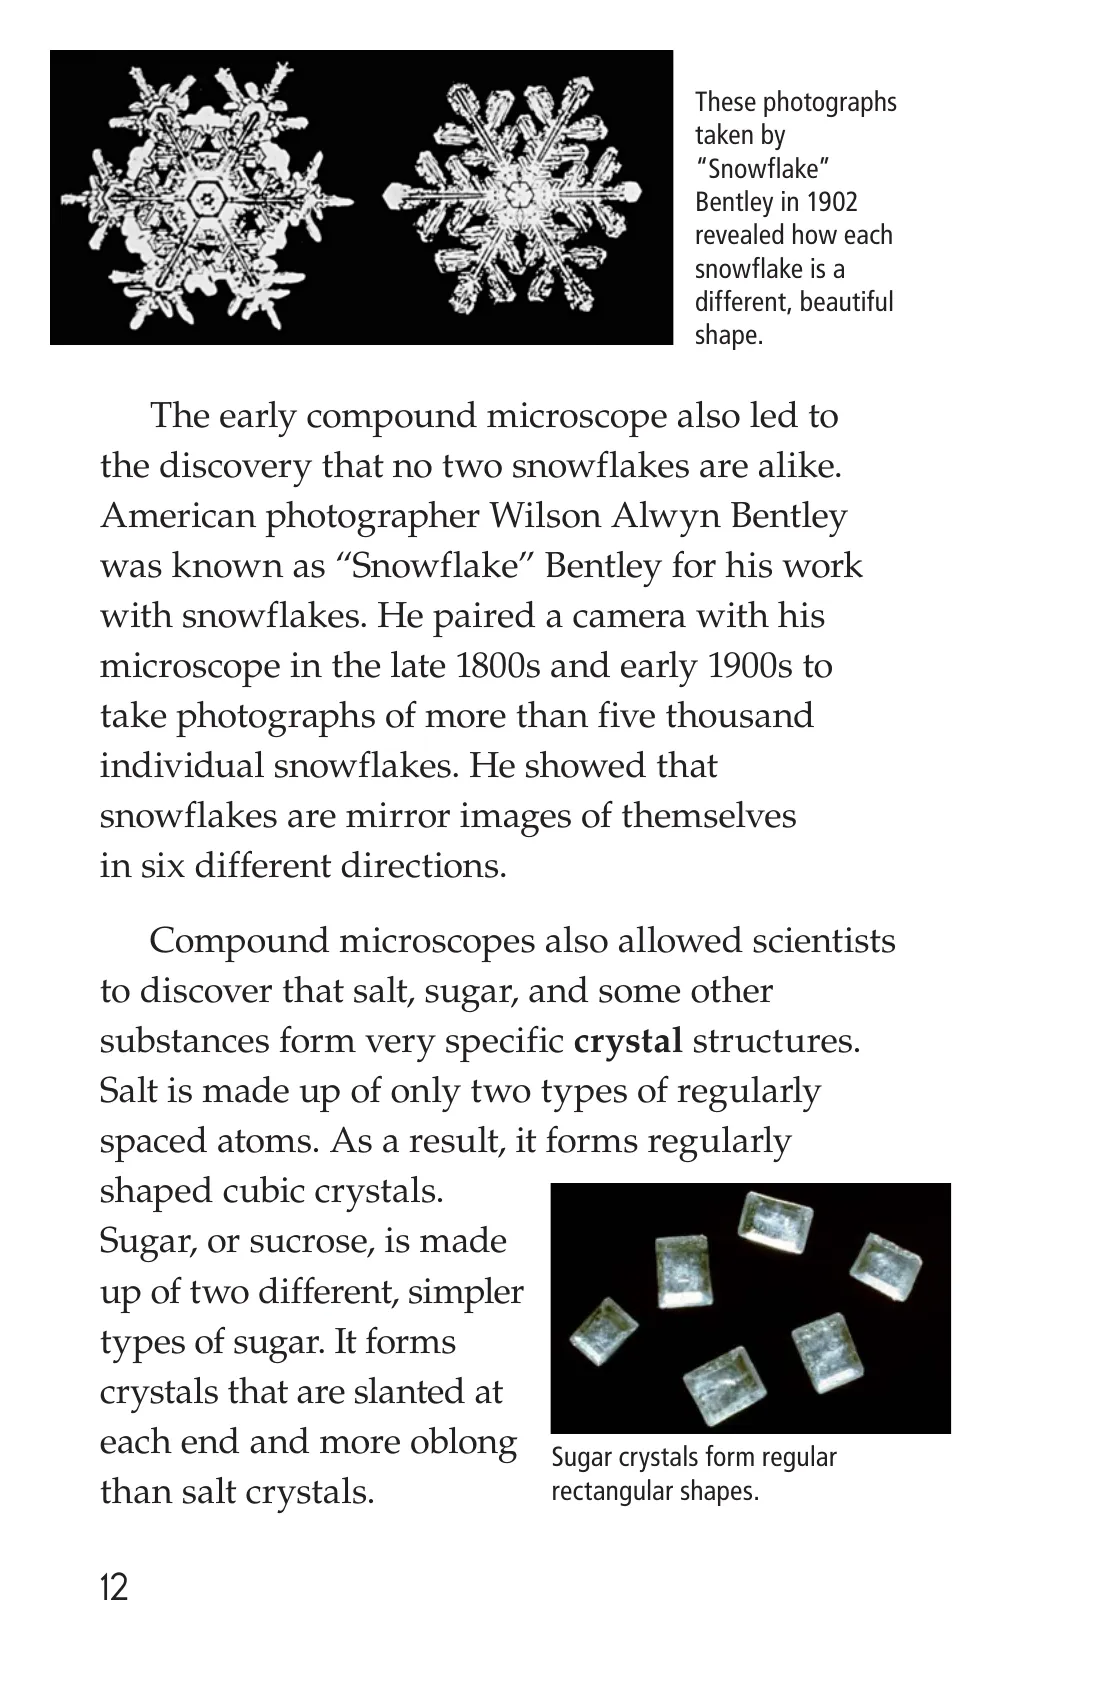 These photographs
taken by
“Snowflake”
Bentley in 1902
revealed how each
snowflake is a
different, beautiful
shape.
The early compound microscope also led to
the discovery that no two snowflakes are alike.
American photographer Wilson Alwyn Bentley
was known as “Snowflake” Bentley for his work
with snowflakes. He paired a camera with his
microscope in the late 1800s and early 1900s to
take photographs of more than five thousand
individual snowflakes. He showed that
snowflakes are mirror images of themselves
in six different directions.
Compound microscopes also allowed scientists
to discover that salt, sugar, and some other
substances form very specific crystal structures.
Salt is made up of only two types of regularly
spaced atoms. As a result, it forms regularly
shaped cubic crystals.
Sugar, or sucrose, is made
up of two different, simpler
types of sugar. It forms
crystals that are slanted at
each end and more oblong
than salt crystals.
Sugar crystals form regular
rectangular shapes.
12